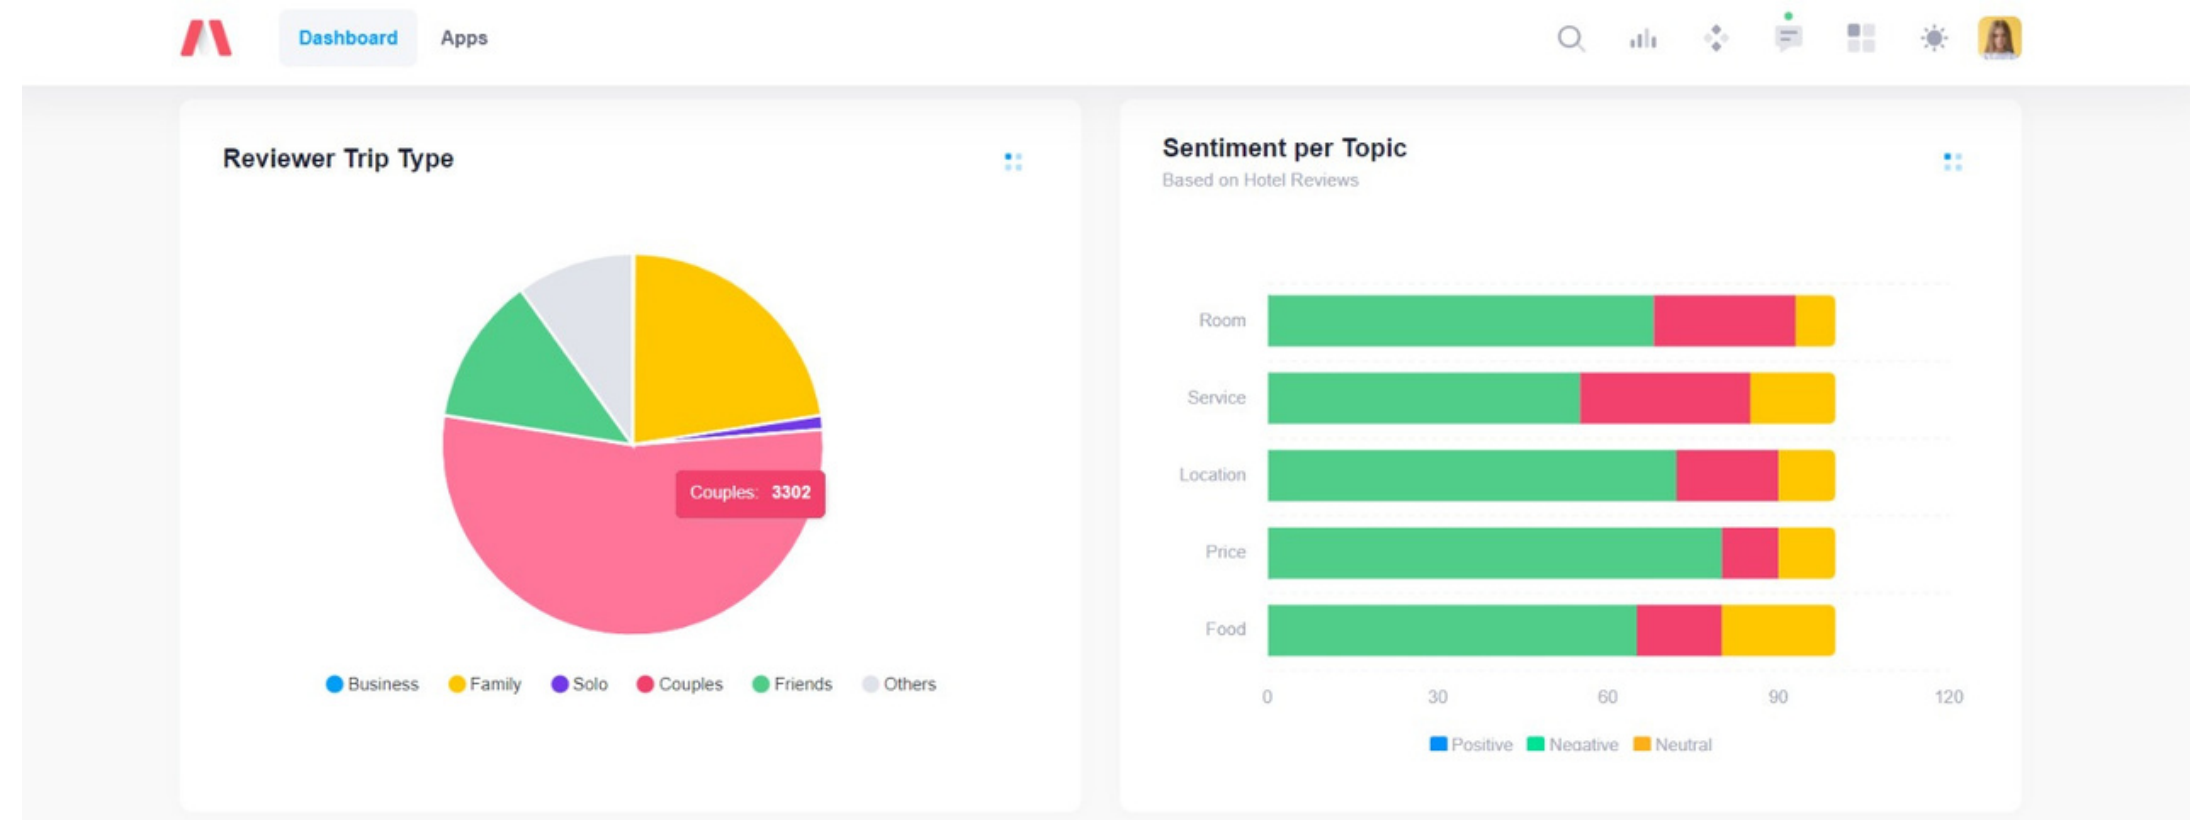 Dashboard Apps
Reviewer Trip Type
Couples: 3302
Business Family Solo Couples Friends Others
Sentiment per Topic
Based on Hotel Reviews
Room
Service
Location
Price
Food
0 30 60 90 120
Positive Negative Neutral